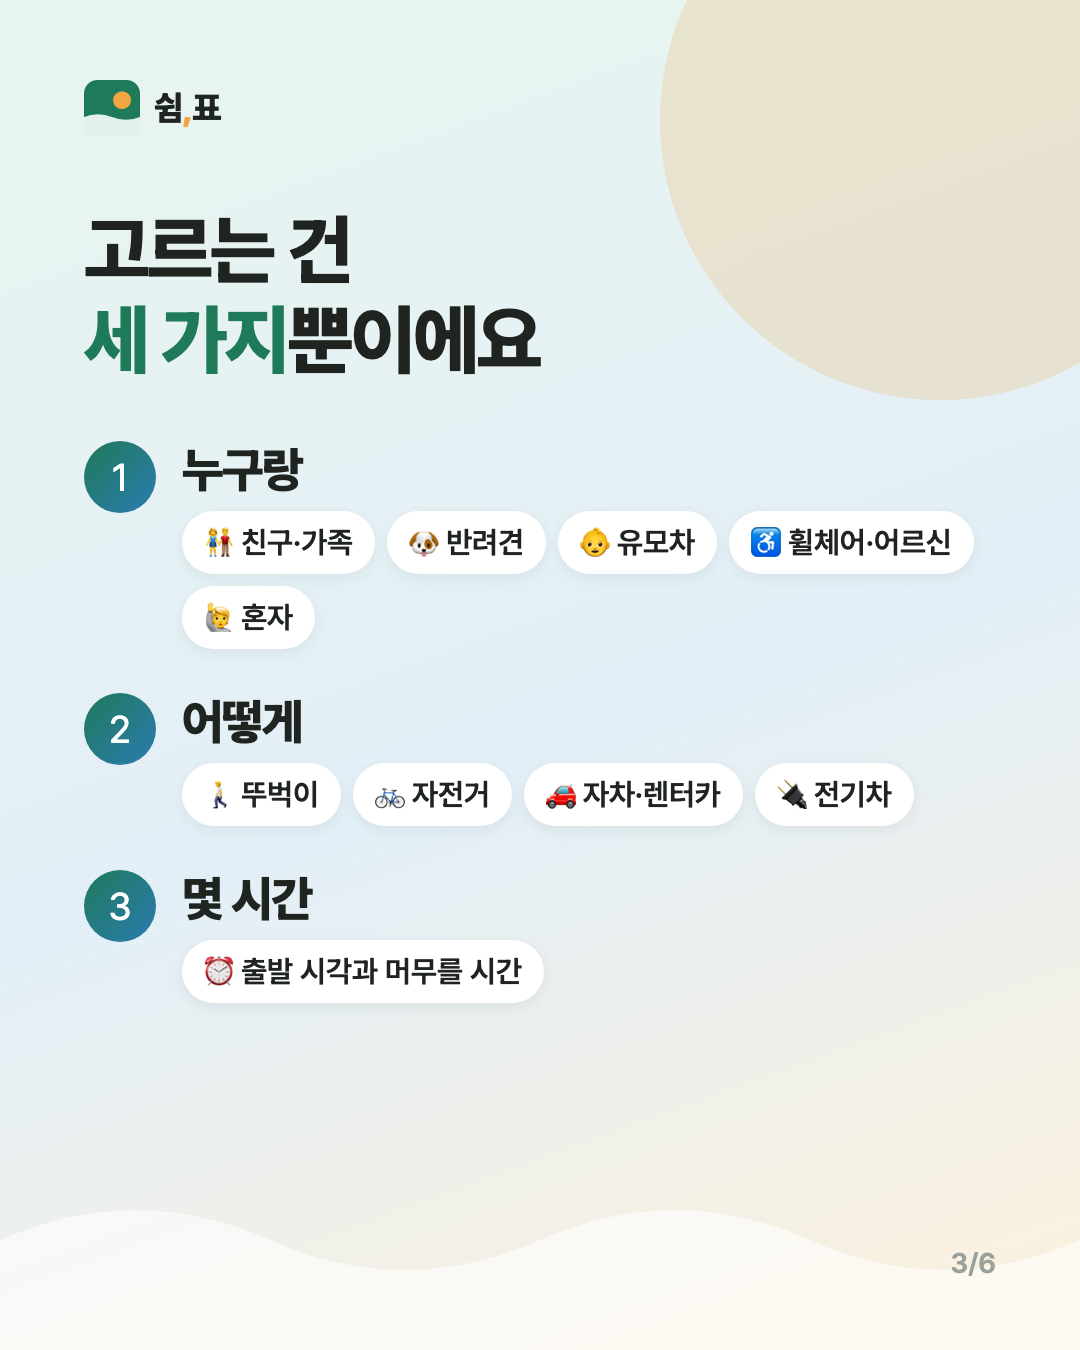 쉼,표
고르는 건
세 가지뿐이에요
1 누구랑
👫 친구·가족 🐶 반려견 👶 유모차 ♿ 휠체어·어르신
🙋 혼자
2 어떻게
🚶 뚜벅이 🚲 자전거 🚗 자차·렌터카 🔌 전기차
3 몇 시간
⏰ 출발 시각과 머무를 시간
3/6